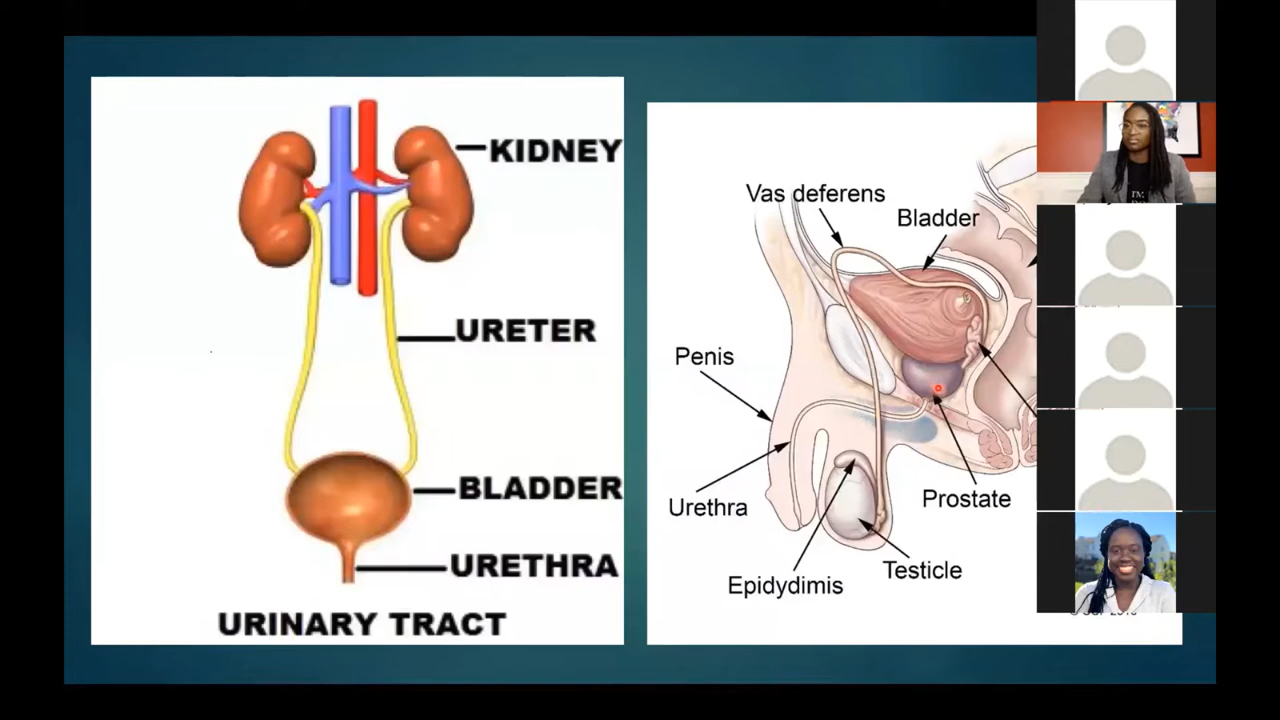 KIDNEY
URETER
BLADDER
URETHRA
URINARY TRACT
Vas deferens
Bladder
Penis
Urethra
Prostate
Epidydimis
Testicle